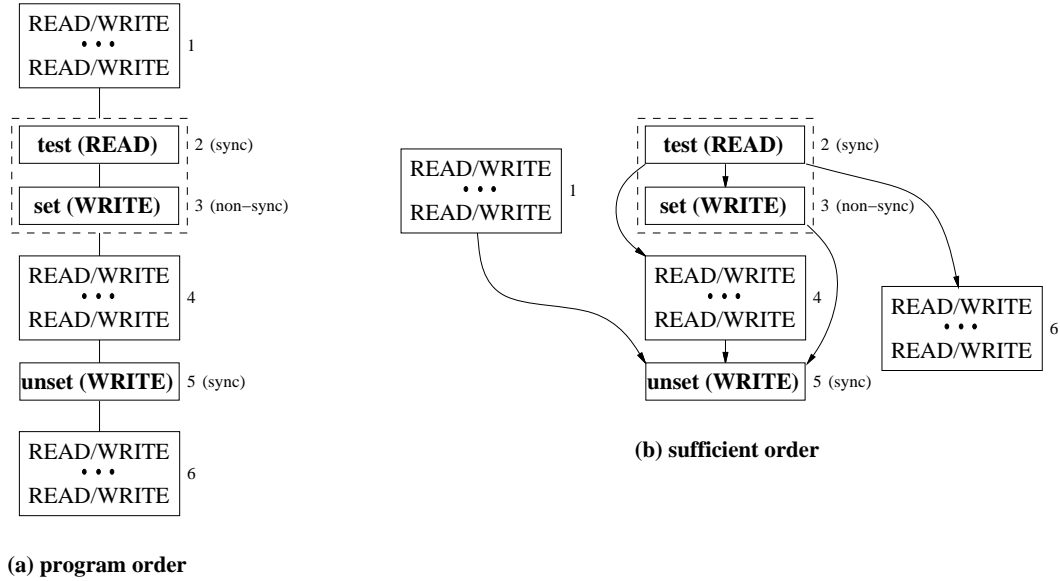 READ/WRITE
• • •
READ/WRITE
1
test (READ)
2 (sync)
set (WRITE)
3 (non−sync)
READ/WRITE
• • •
READ/WRITE
4
unset (WRITE)
5 (sync)
READ/WRITE
• • •
READ/WRITE
6
(a) program order
READ/WRITE
• • •
READ/WRITE
1
test (READ)
2 (sync)
set (WRITE)
3 (non−sync)
READ/WRITE
• • •
READ/WRITE
4
unset (WRITE)
5 (sync)
READ/WRITE
• • •
READ/WRITE
6
(b) sufficient order